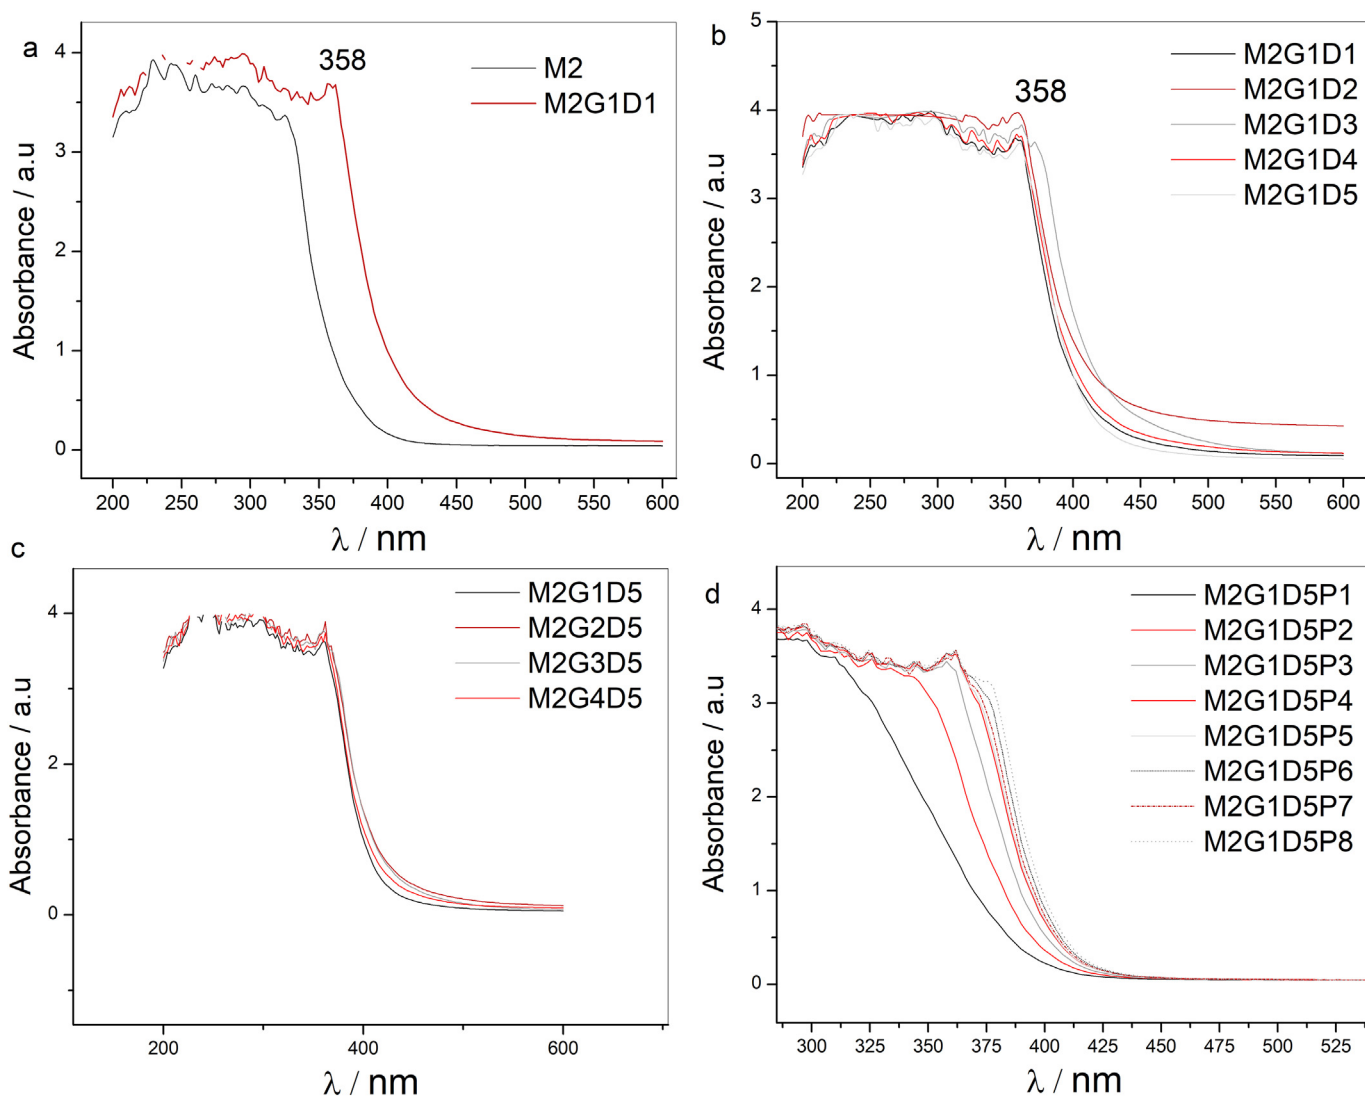 a
358
M2
M2G1D1
4
3
2
1
0
Absorbance / a.u
200 250 300 350 400 450 500 550 600
λ / nm
b
358
M2G1D1
M2G1D2
M2G1D3
M2G1D4
M2G1D5
5
4
3
2
1
0
Absorbance / a.u
200 250 300 350 400 450 500 550 600
λ / nm
c
M2G1D5
M2G2D5
M2G3D5
M2G4D5
4
2
0
Absorbance / a.u
200 400 600
λ / nm
d
M2G1D5P1
M2G1D5P2
M2G1D5P3
M2G1D5P4
M2G1D5P5
M2G1D5P6
M2G1D5P7
M2G1D5P8
4
3
2
1
0
Absorbance / a.u
300 325 350 375 400 425 450 475 500 525
λ / nm